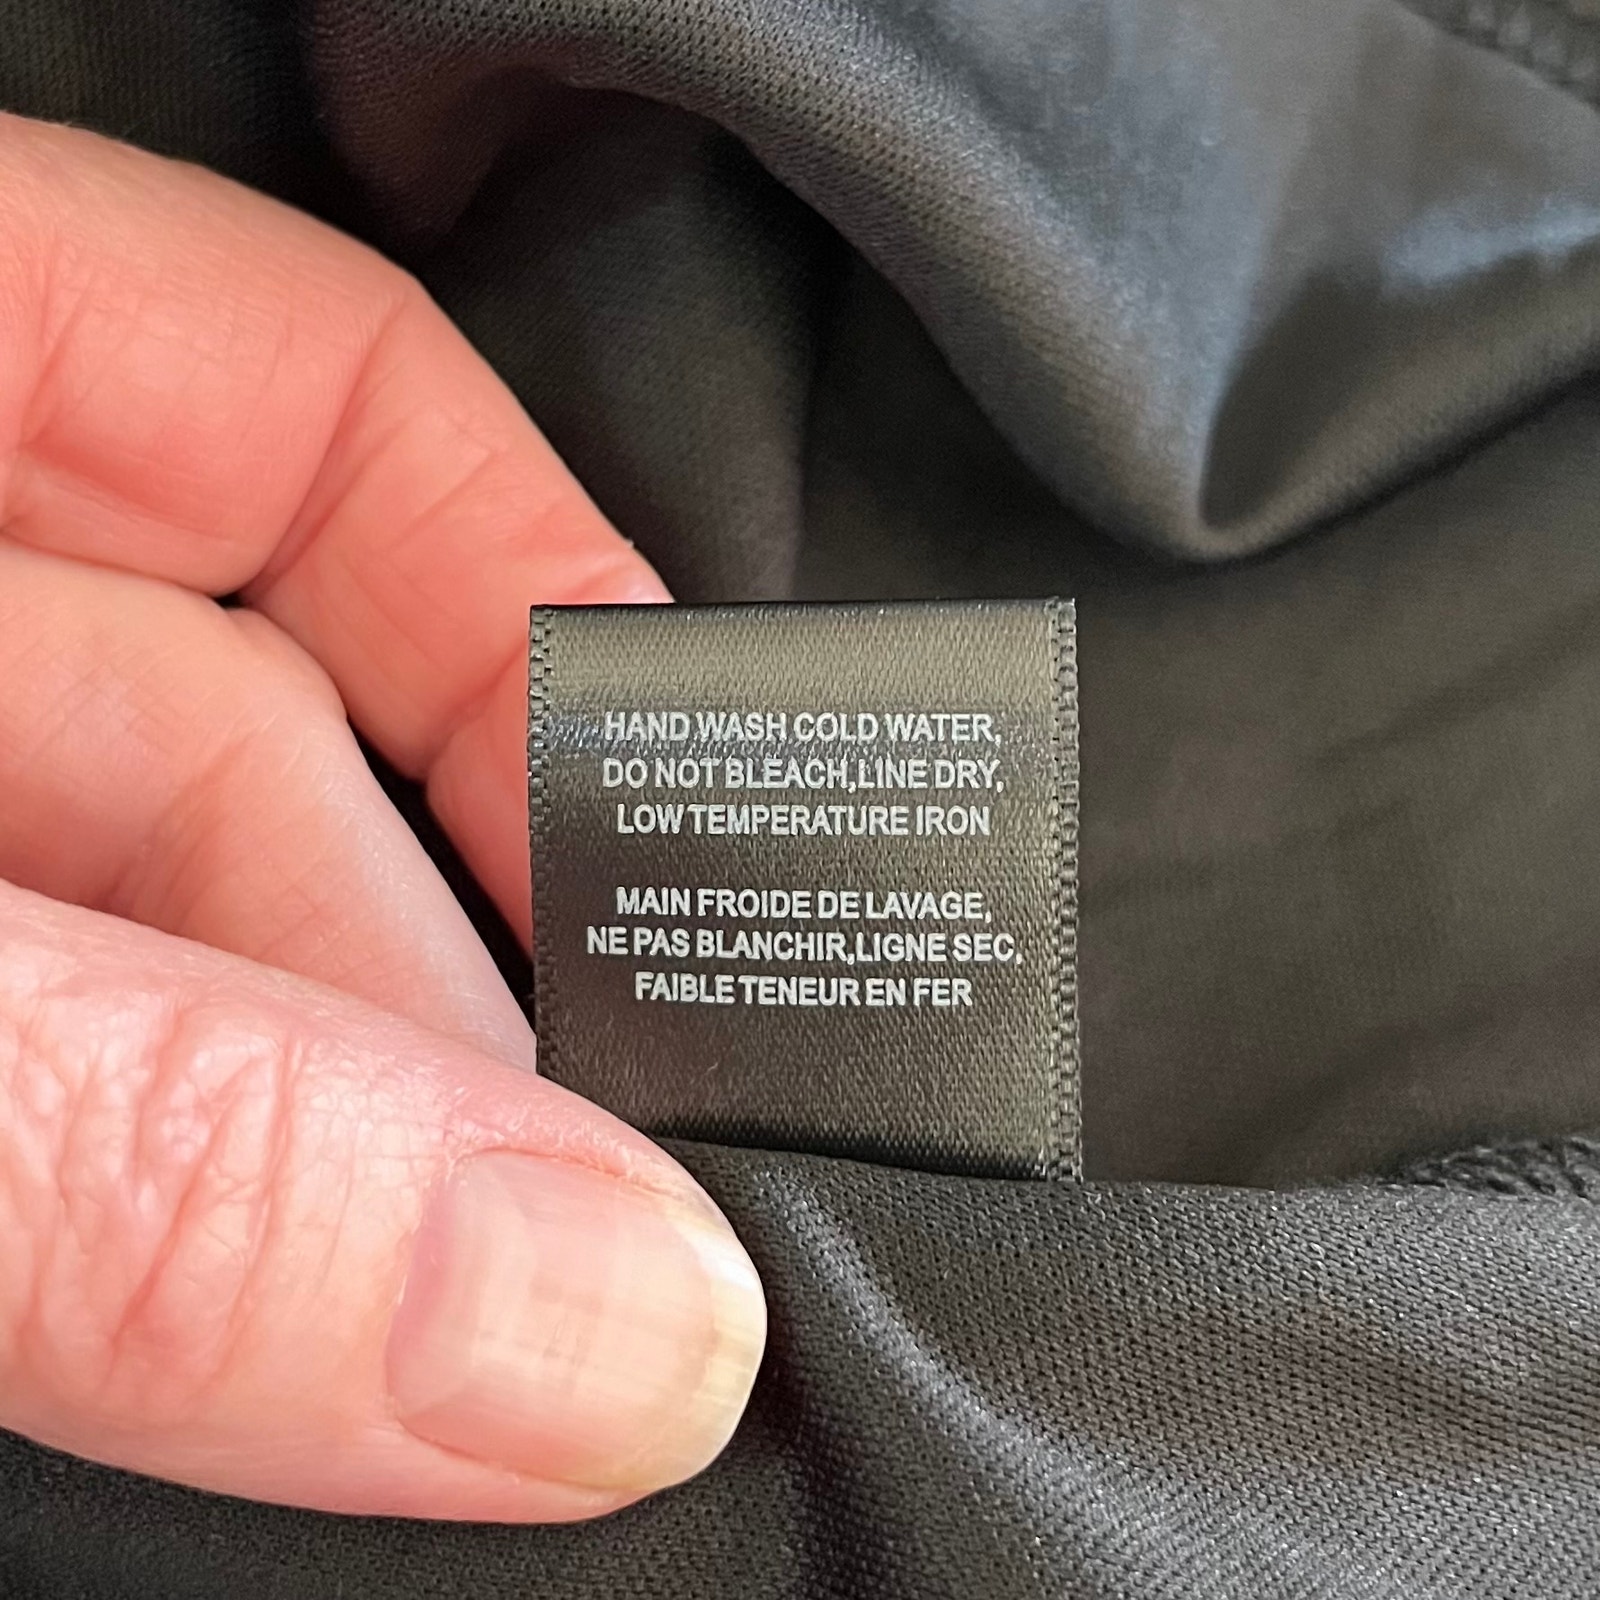 HAND WASH COLD WATER,
DO NOT BLEACH,LINE DRY,
LOW TEMPERATURE IRON
MAIN FROIDE DE LAVAGE,
NE PAS BLANCHIR,LIGNE SEC,
FAIBLE TENEUR EN FER